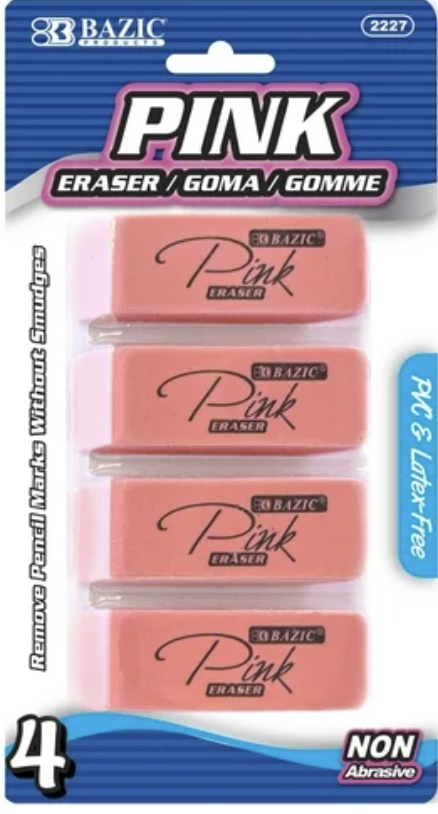 BAZIC®
PRODUCTS
2227
PINK
ERASER / GOMA / GOMME
Remove Pencil Marks Without Smudges
BAZIC®
Pink
ERASER
BAZIC®
Pink
ERASER
BAZIC®
Pink
ERASER
BAZIC®
Pink
ERASER
PVC & Latex-Free
4
NON
Abrasive